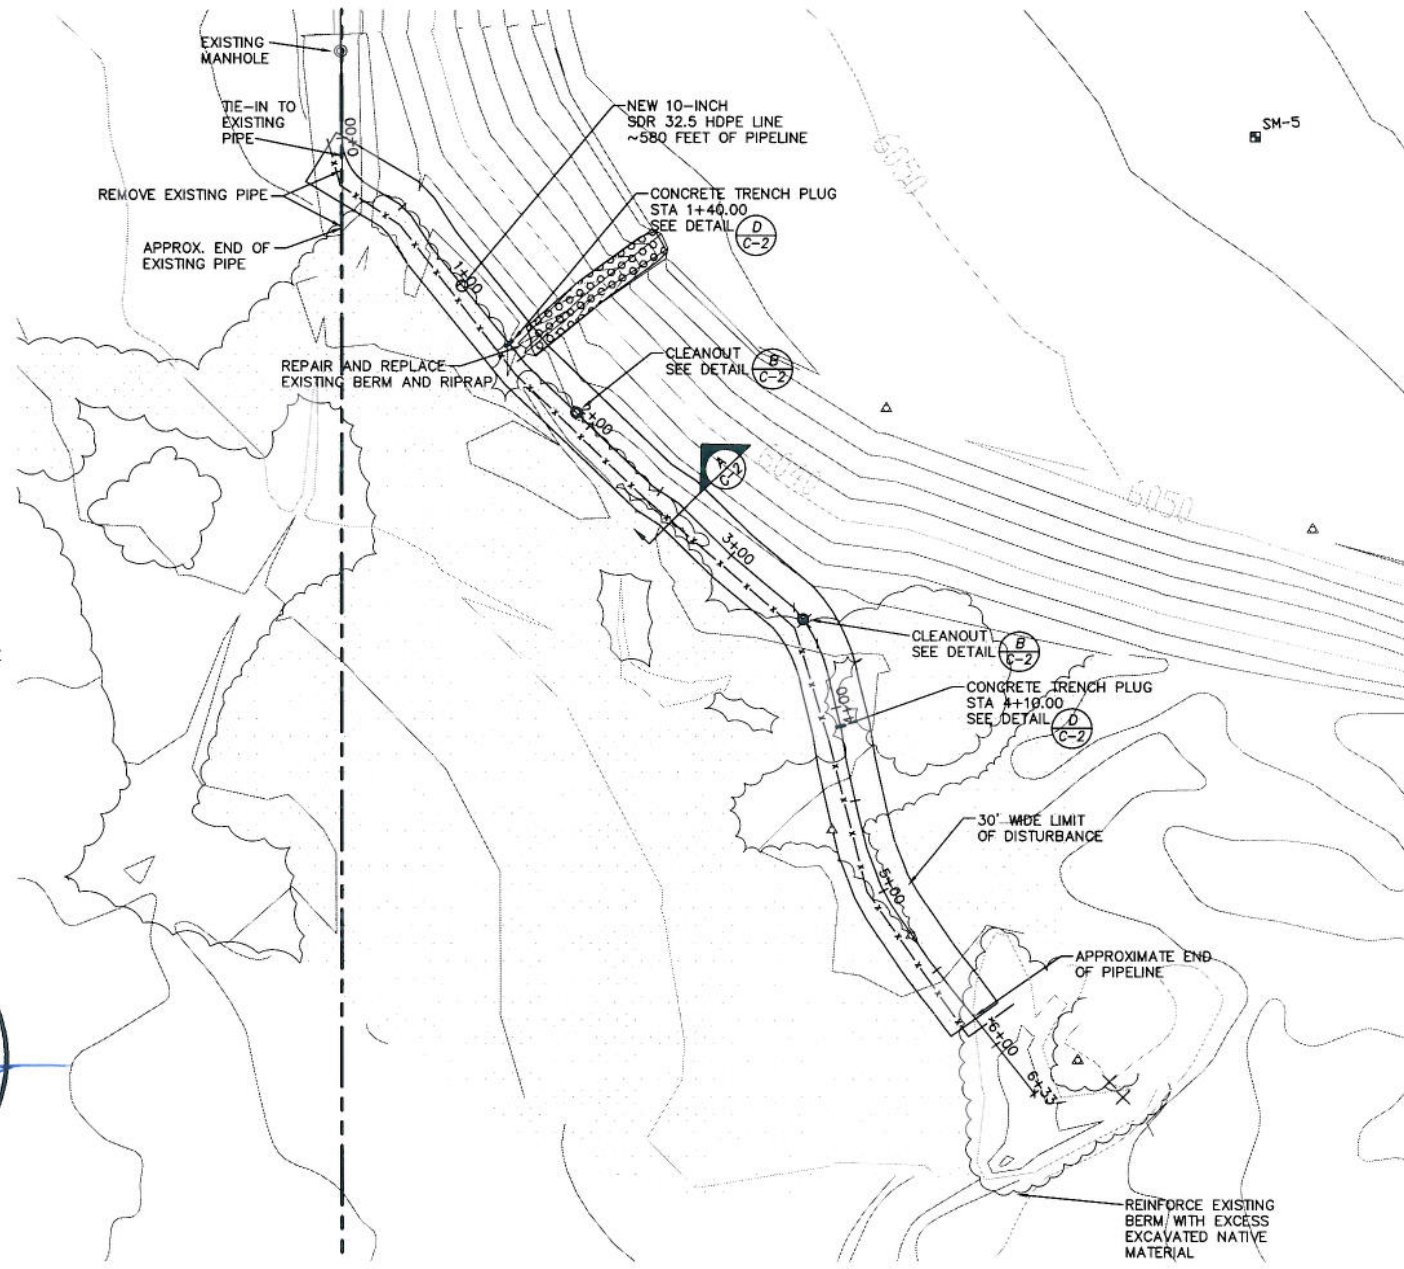 EXISTING
MANHOLE
TIE-IN TO
EXISTING
PIPE
0+00
NEW 10-INCH
SDR 32.5 HDPE LINE
~580 FEET OF PIPELINE
6050
SM-5
REMOVE EXISTING PIPE
CONCRETE TRENCH PLUG
STA 1+40.00
SEE DETAIL
D
C-2
APPROX. END OF
EXISTING PIPE
1+00
REPAIR AND REPLACE
EXISTING BERM AND RIPRAP
CLEANOUT
SEE DETAIL
B
C-2
2+00
A
C-2
6040
6050
3+00
CLEANOUT
SEE DETAIL
B
C-2
CONCRETE TRENCH PLUG
STA 4+10.00
SEE DETAIL
D
C-2
4+00
30' WIDE LIMIT
OF DISTURBANCE
5+00
APPROXIMATE END
OF PIPELINE
6+00
6+33
REINFORCE EXISTING
BERM WITH EXCESS
EXCAVATED NATIVE
MATERIAL